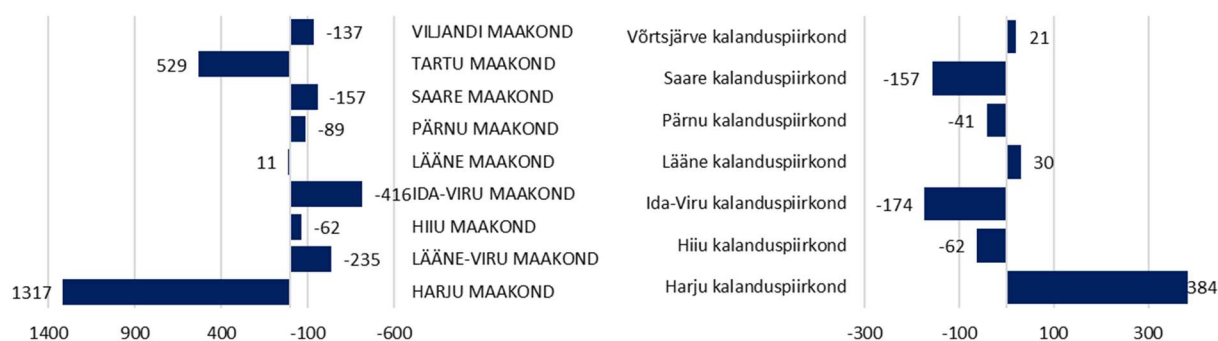 -137 VILJANDI MAAKOND
529 TARTU MAAKOND
-157 SAARE MAAKOND
-89 PÄRNU MAAKOND
11 LÄÄNE MAAKOND
-416 IDA-VIRU MAAKOND
-62 HIIU MAAKOND
-235 LÄÄNE-VIRU MAAKOND
1317 HARJU MAAKOND
1400 900 400 -100 -600
Võrtsjärve kalanduspiirkond 21
Saare kalanduspiirkond -157
Pärnu kalanduspiirkond -41
Lääne kalanduspiirkond 30
Ida-Viru kalanduspiirkond -174
Hiiu kalanduspiirkond -62
Harju kalanduspiirkond 384
-300 -100 100 300